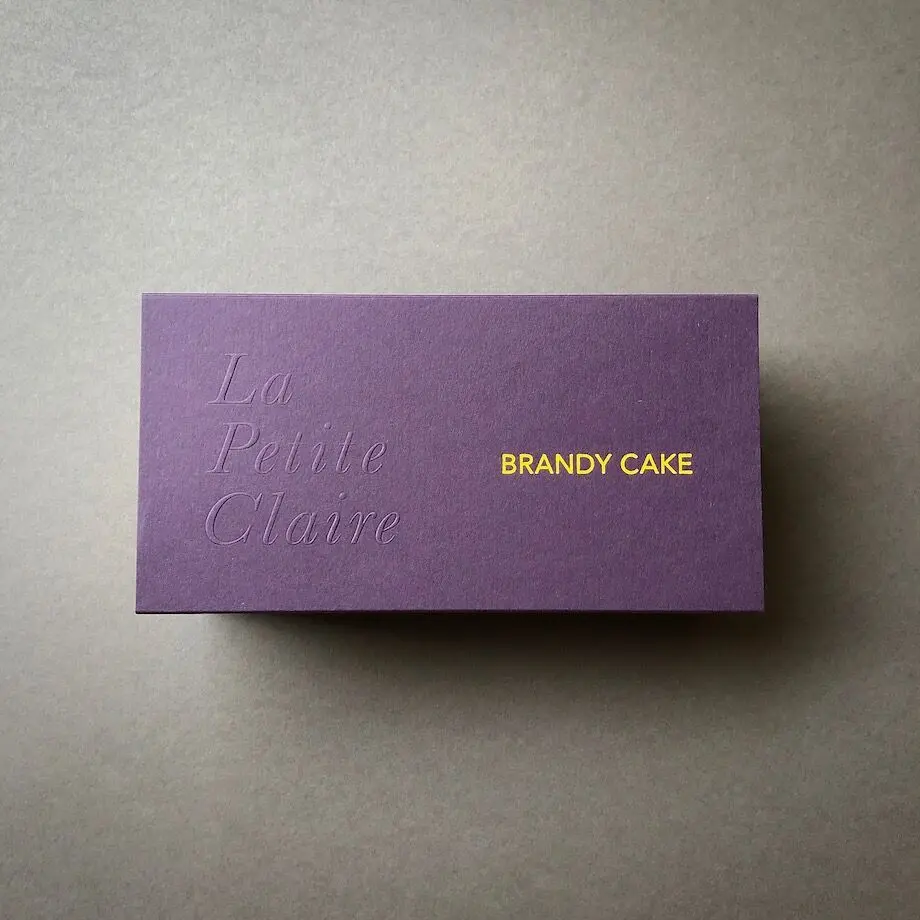 La
Petite
Claire
BRANDY CAKE